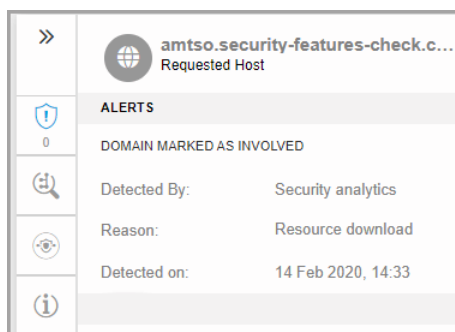 amtso.security-features-check.c...
Requested Host
ALERTS
0
DOMAIN MARKED AS INVOLVED
Detected By: Security analytics
Reason: Resource download
Detected on: 14 Feb 2020, 14:33